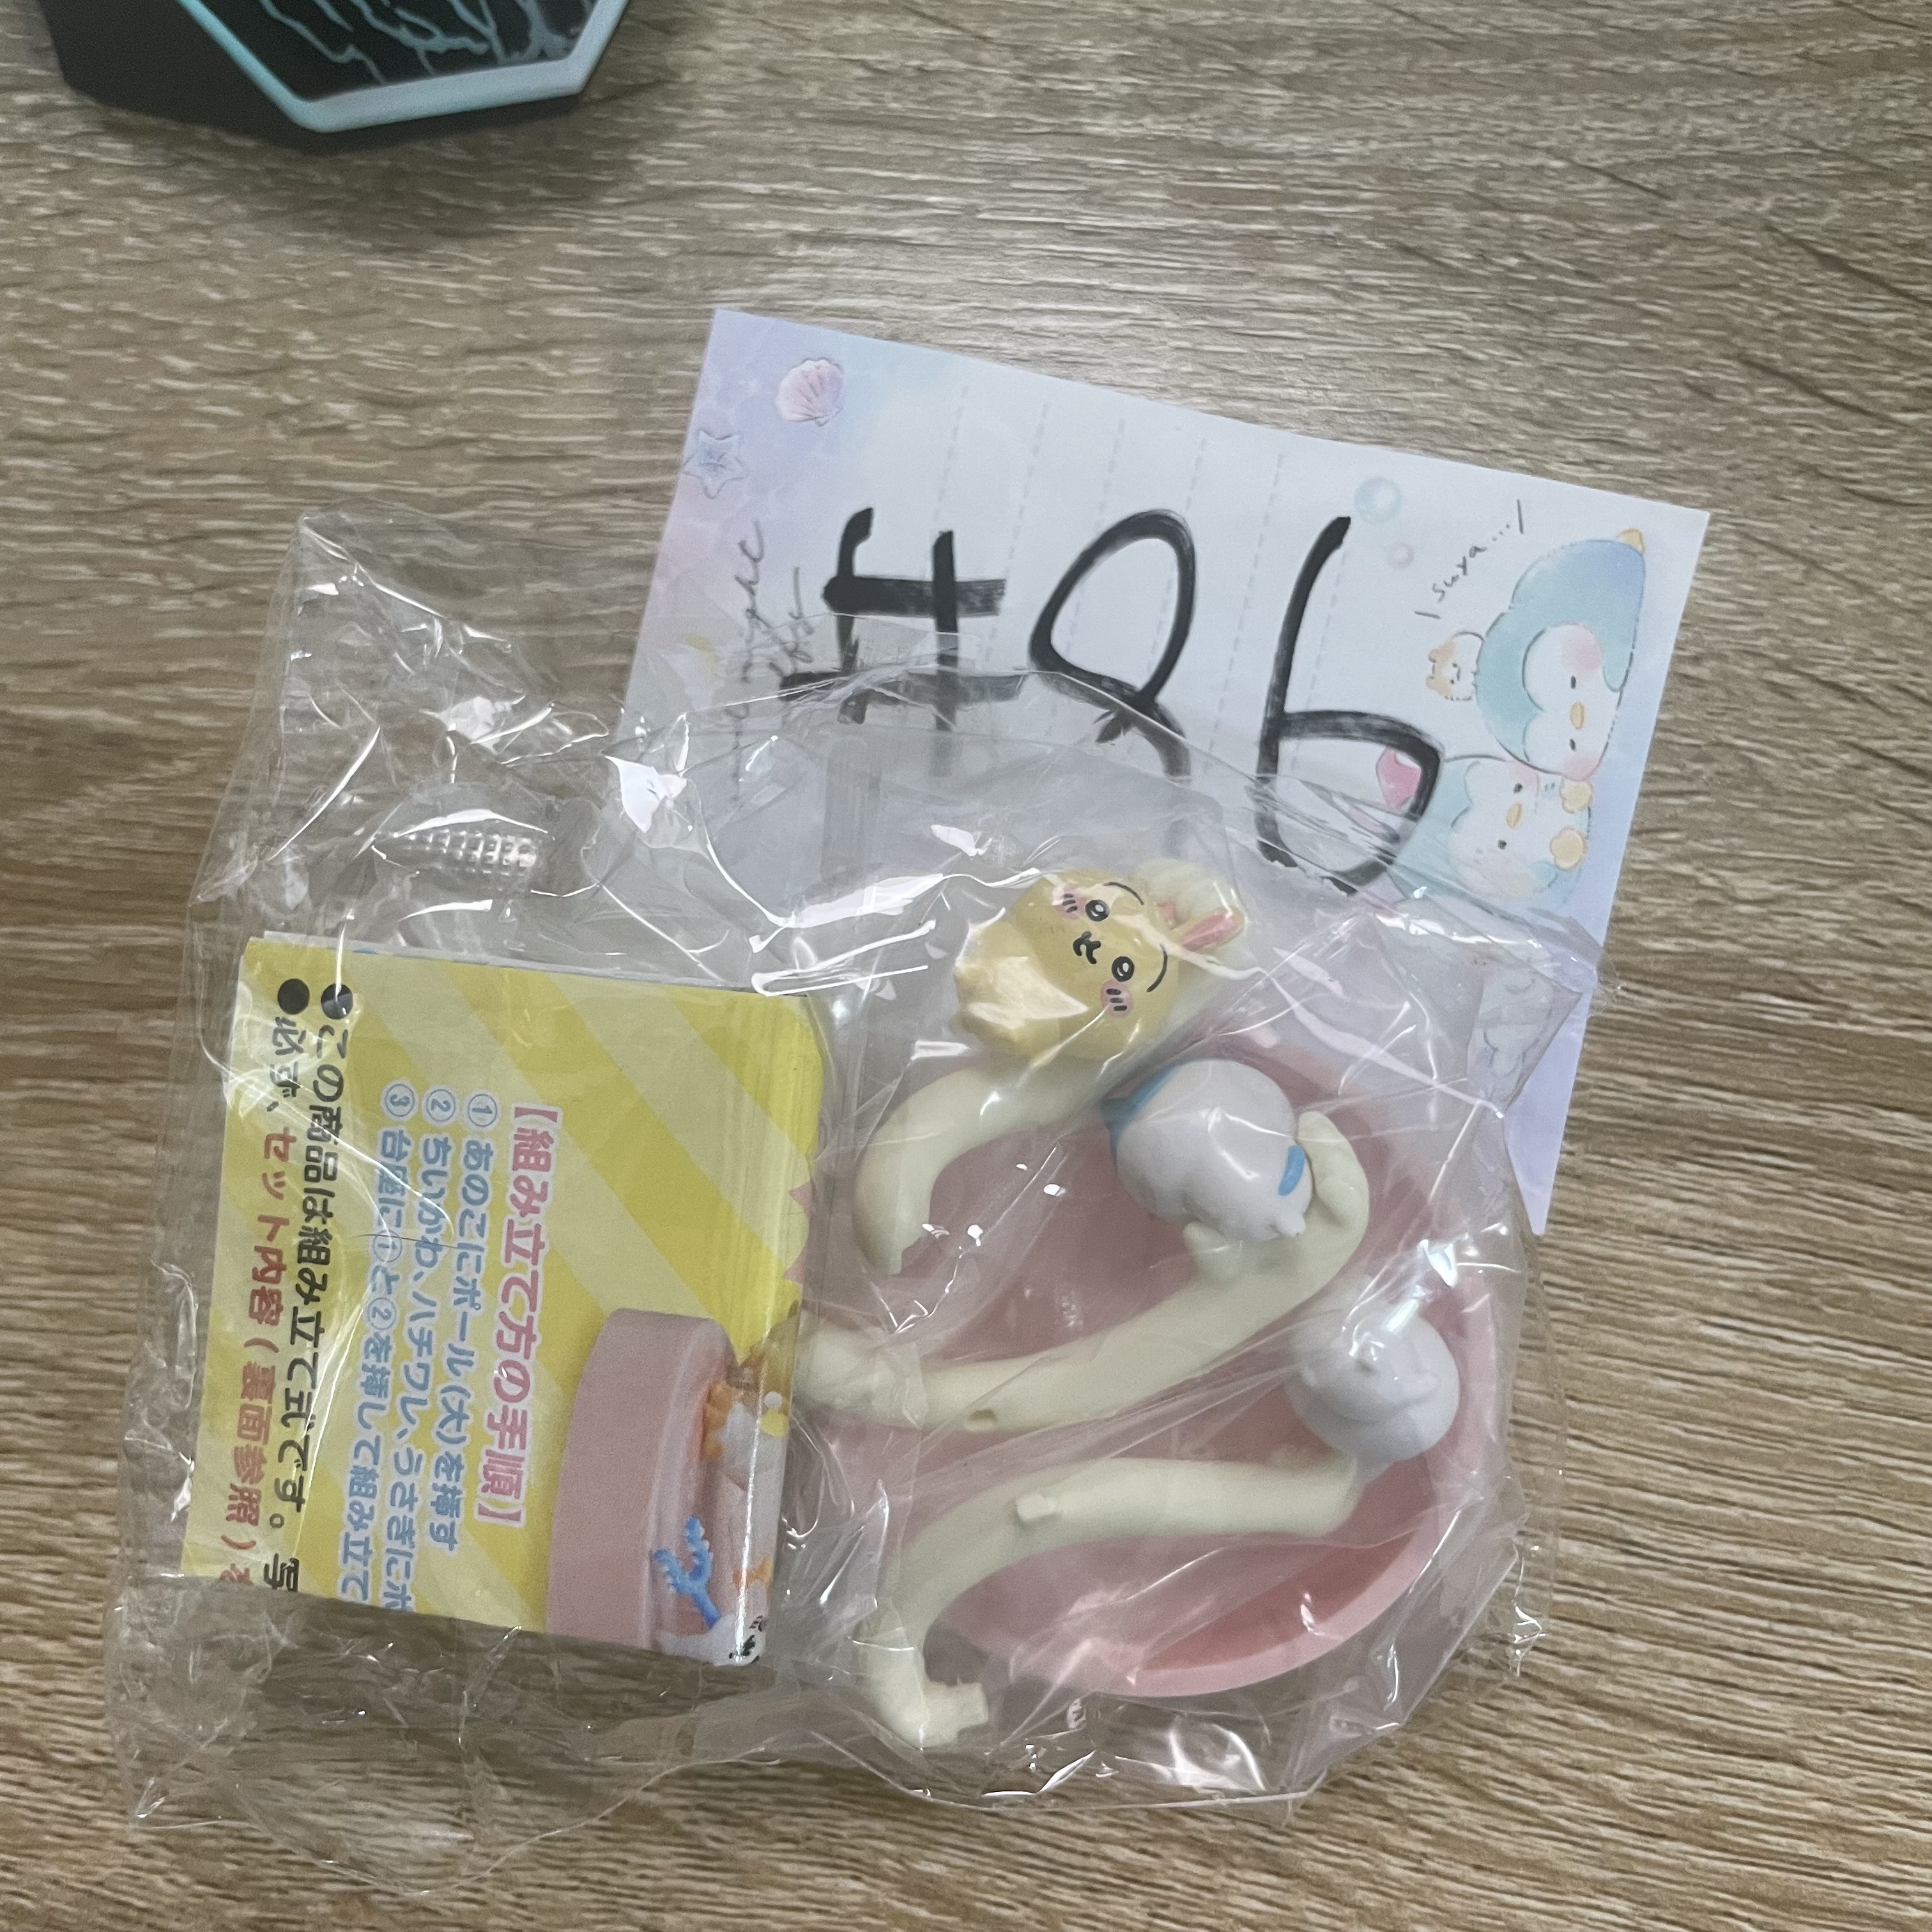 #86
\suya.../
【組み立て方の手順】
①あのこにポール(大)を挿す
②ちいかわ、ハチワレ、うさぎにポ
③台座に①と②を挿して組み立て
●この商品は組み立て式です。写
●必ず、セット内容(裏面参照)を